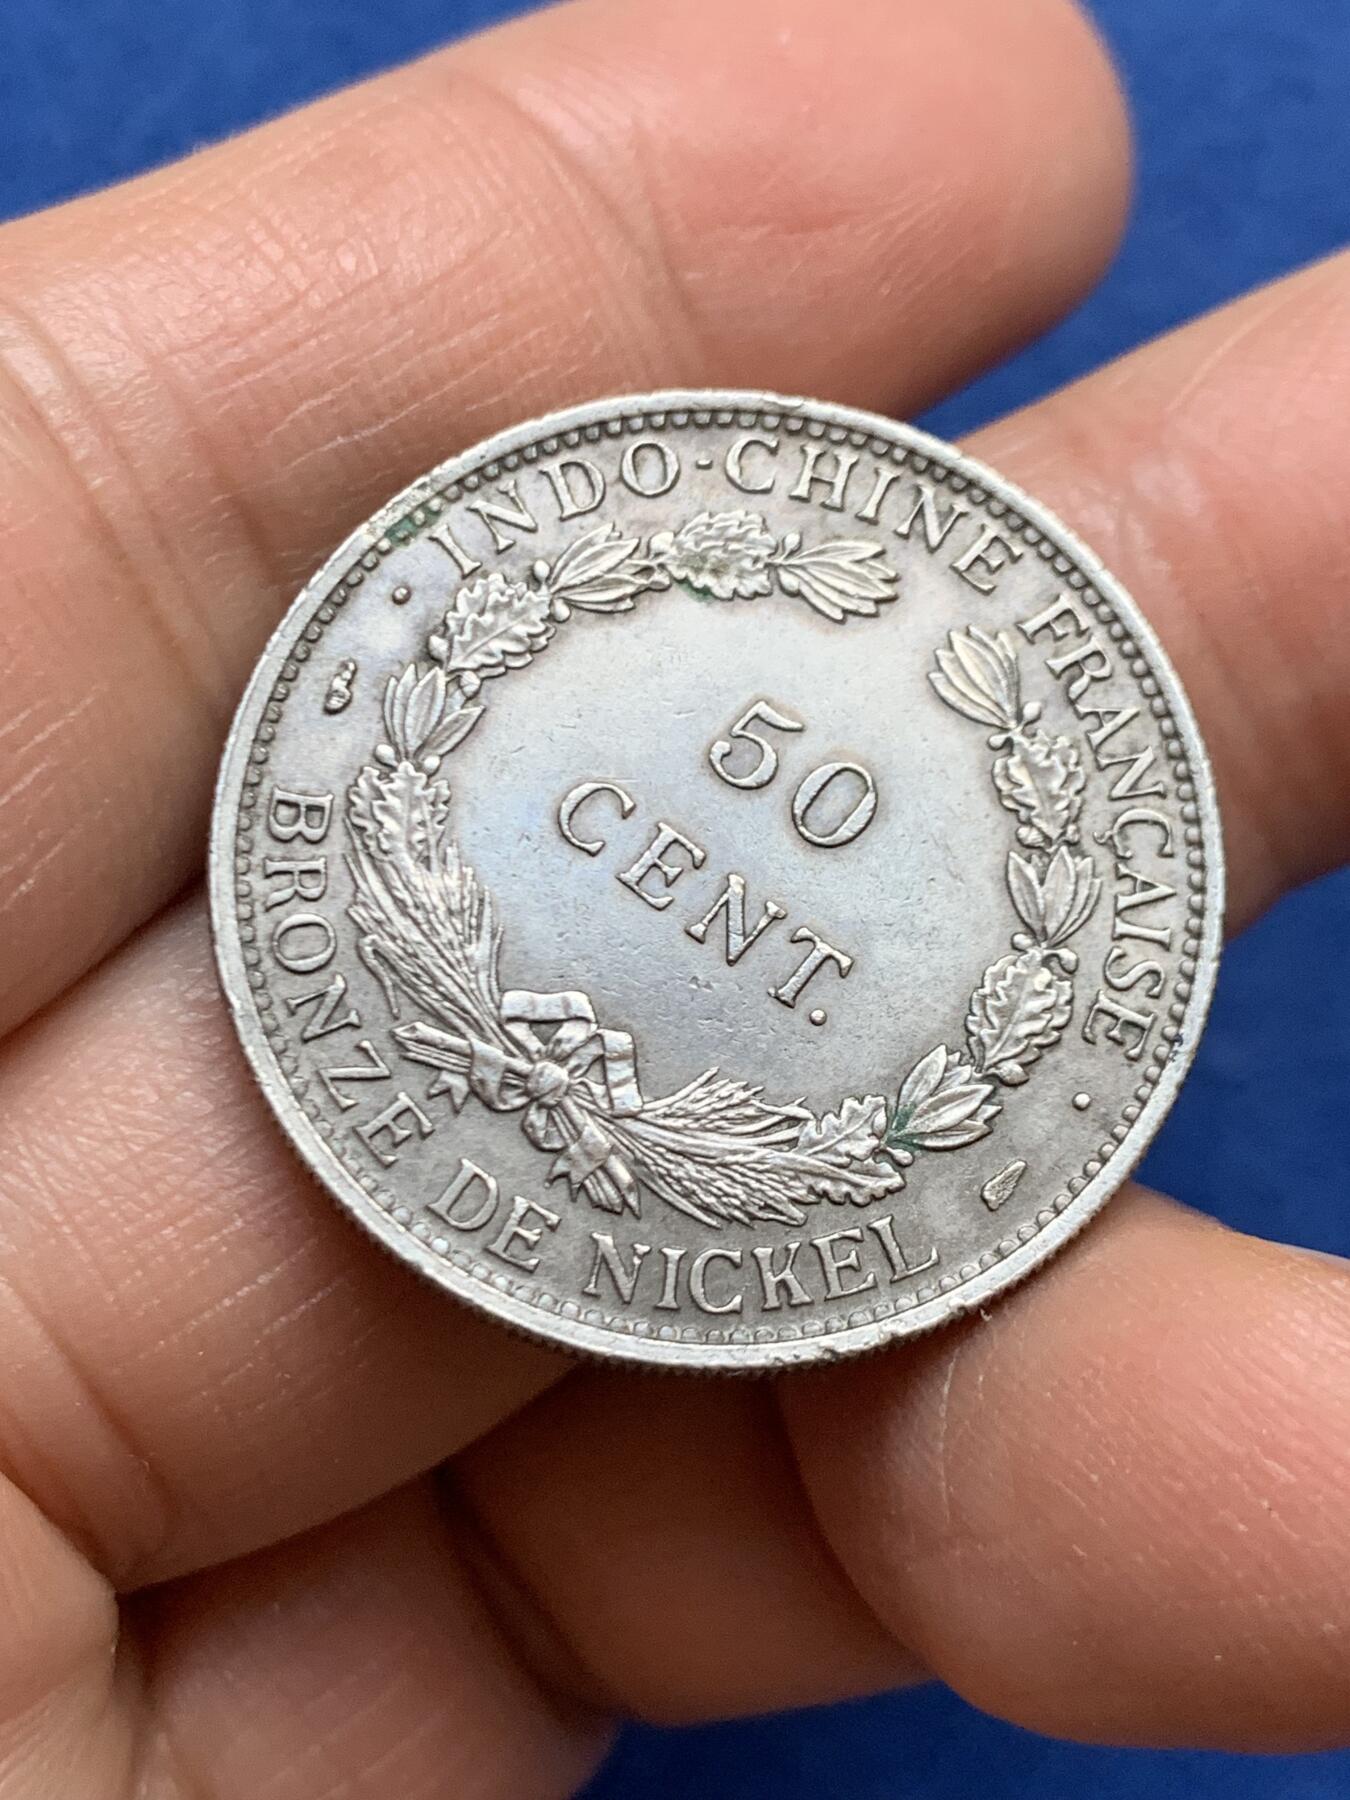 INDO-CHINE FRANÇAISE
50
CENT.
BRONZE DE NICKEL